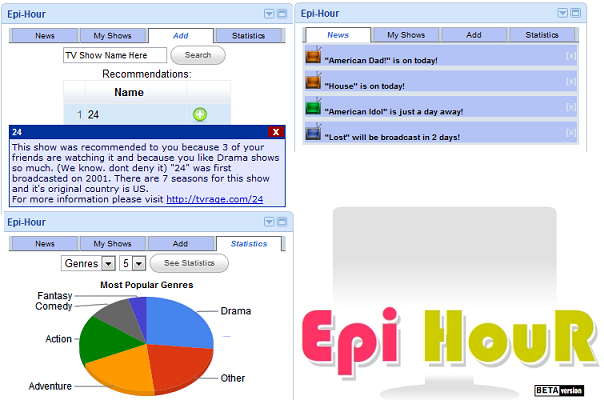 Epi-Hour
News My Shows Add Statistics
TV Show Name Here Search
Recommendations:
Name
1 24
24 X
This show was recommended to you because 3 of your
friends are watching it and because you like Drama shows
so much. (We know. dont deny it) "24" was first
broadcasted on 2001. There are 7 seasons for this show
and it's original country is US.
For more information please visit http://tvrage.com/24
Epi-Hour
News My Shows Add Statistics
"American Dad!" is on today! [x]
"House" is on today! [x]
"American Idol" is just a day away! [x]
"Lost" will be broadcast in 2 days! [x]
Epi-Hour
News My Shows Add Statistics
Genres 5 See Statistics
Most Popular Genres
Fantasy
Comedy
Drama
Action
Other
Adventure
Epi HouR
BETA version